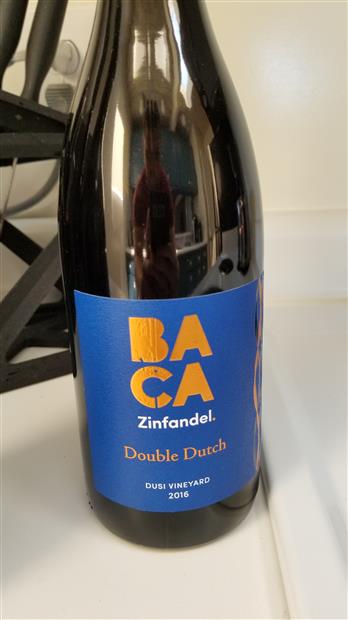 BA
CA
Zinfandel.
Double Dutch
DUSI VINEYARD
2016